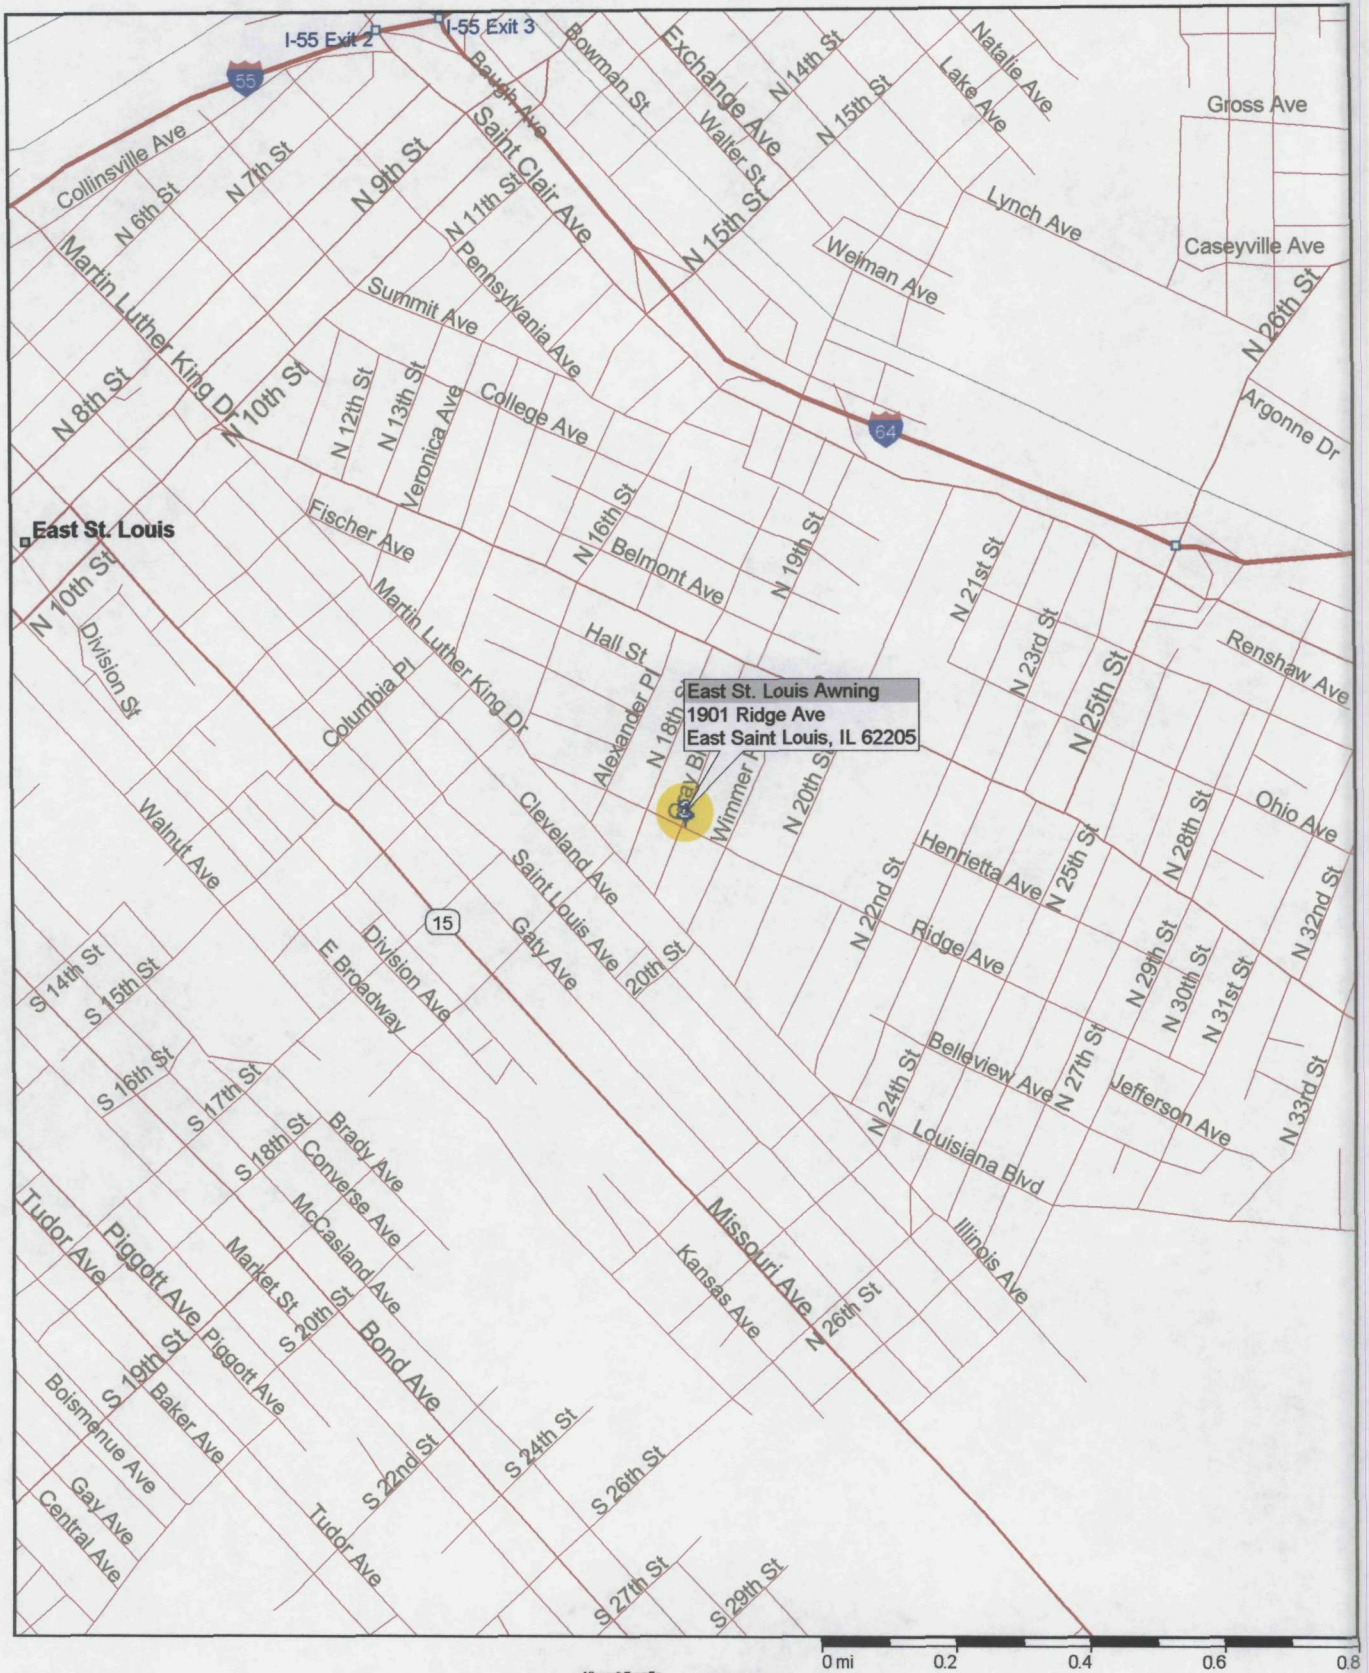 I-55 Exit 2
I-55 Exit 3
55
Baugh Ave
Bowman St
Exchange Ave
N 14th St
Natalie Ave
Lake Ave
Gross Ave
N 15th St
Walter St
Collinsville Ave
N 6th St
N 7th St
N 9th St
Saint Clair Ave
N 11th St
N 15th St
Lynch Ave
Weiman Ave
Caseyville Ave
N 26th St
Martin Luther King Dr
Pennsylvania Ave
Summit Ave
N 8th St
N 10th St
N 12th St
N 13th St
Veronica Ave
College Ave
64
Argonne Dr
Fischer Ave
N 16th St
Belmont Ave
N 19th St
East St. Louis
N 10th St
N 21st St
N 23rd St
N 25th St
Renshaw Ave
Division St
Martin Luther King Dr
Columbia Pl
Hall St
Alexander Pl
N 18th
East St. Louis Awning
1901 Ridge Ave
East Saint Louis, IL 62205
Wimmer
N 20th St
Walnut Ave
Cleveland Ave
Saint Louis Ave
Gaty Ave
20th St
15
N 22nd St
Henrietta Ave
N 25th St
N 28th St
Ohio Ave
N 32nd St
Ridge Ave
N 29th St
N 30th St
N 31st St
S 14th St
S 15th St
E Broadway
Division Ave
S 16th St
S 17th St
S 18th St
Brady Ave
Converse Ave
McCasland Ave
N 24th St
Belleview Ave
N 27th St
Jefferson Ave
N 33rd St
Louisiana Blvd
Tudor Ave
Piggott Ave
Market St
S 20th St
Missouri Ave
Kansas Ave
Illinois Ave
N 26th St
S 19th St
Piggott Ave
Bond Ave
Boismenue Ave
Baker Ave
Gay Ave
Central Ave
S 22nd St
S 24th St
S 26th St
Tudor Ave
S 27th St
S 29th St
0 mi 0.2 0.4 0.6 0.8